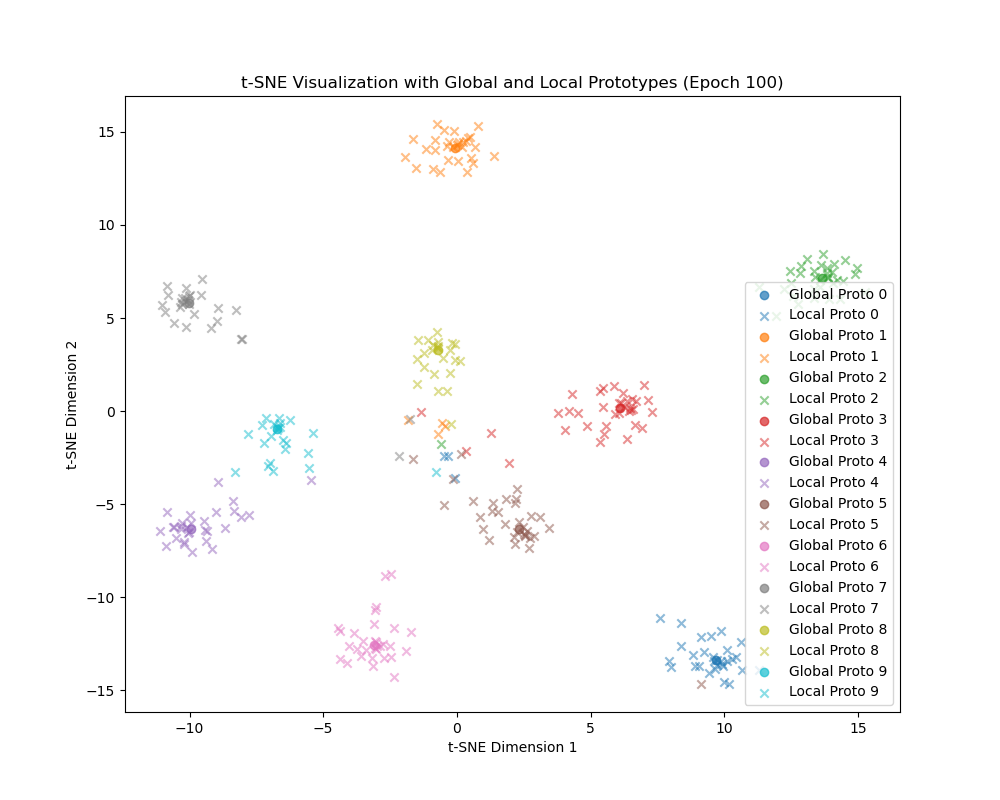 t-SNE Visualization with Global and Local Prototypes (Epoch 100)
t-SNE Dimension 2
15
10
5
0
−5
−10
−15
Global Proto 0
Local Proto 0
Global Proto 1
Local Proto 1
Global Proto 2
Local Proto 2
Global Proto 3
Local Proto 3
Global Proto 4
Local Proto 4
Global Proto 5
Local Proto 5
Global Proto 6
Local Proto 6
Global Proto 7
Local Proto 7
Global Proto 8
Local Proto 8
Global Proto 9
Local Proto 9
−10 −5 0 5 10 15
t-SNE Dimension 1